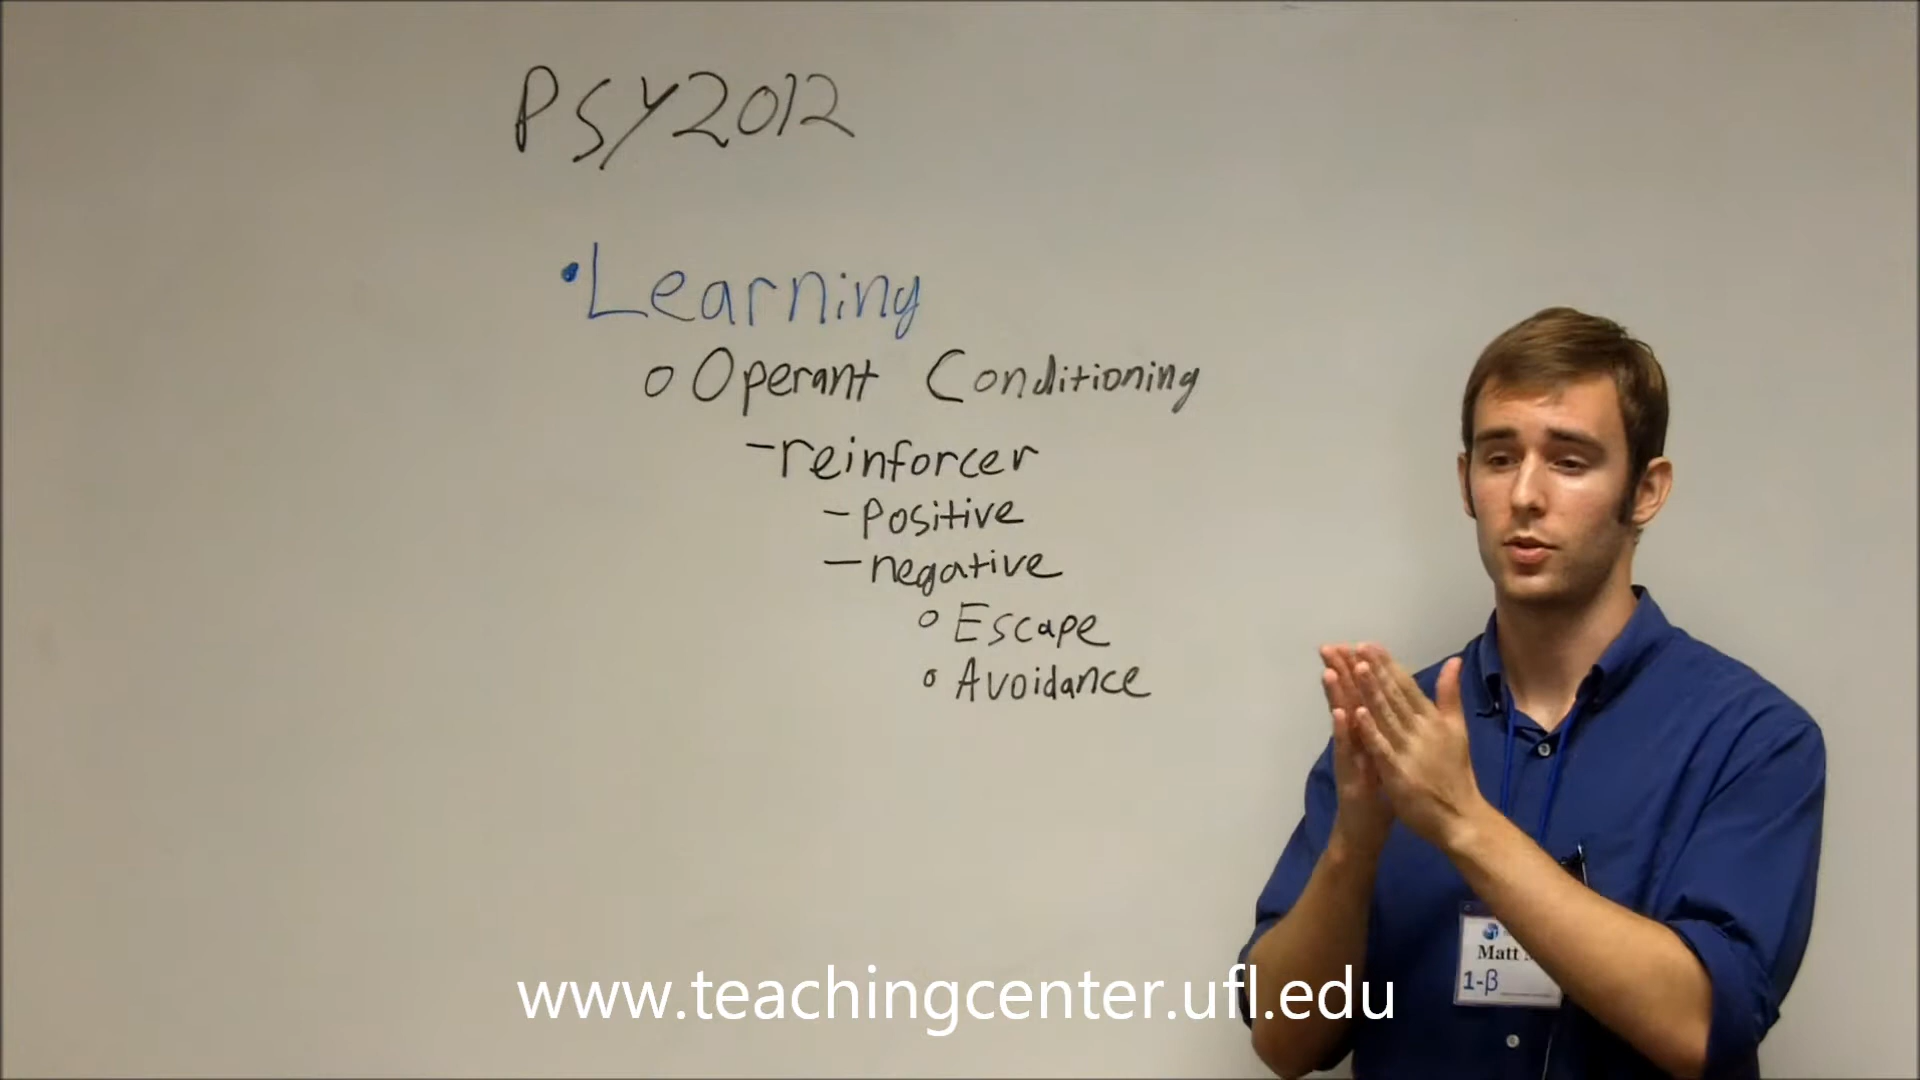 PSY2012
• Learning
o Operant Conditioning
- reinforcer
- positive
- negative
o Escape
o Avoidance
Matt
1-β
www.teachingcenter.ufl.edu